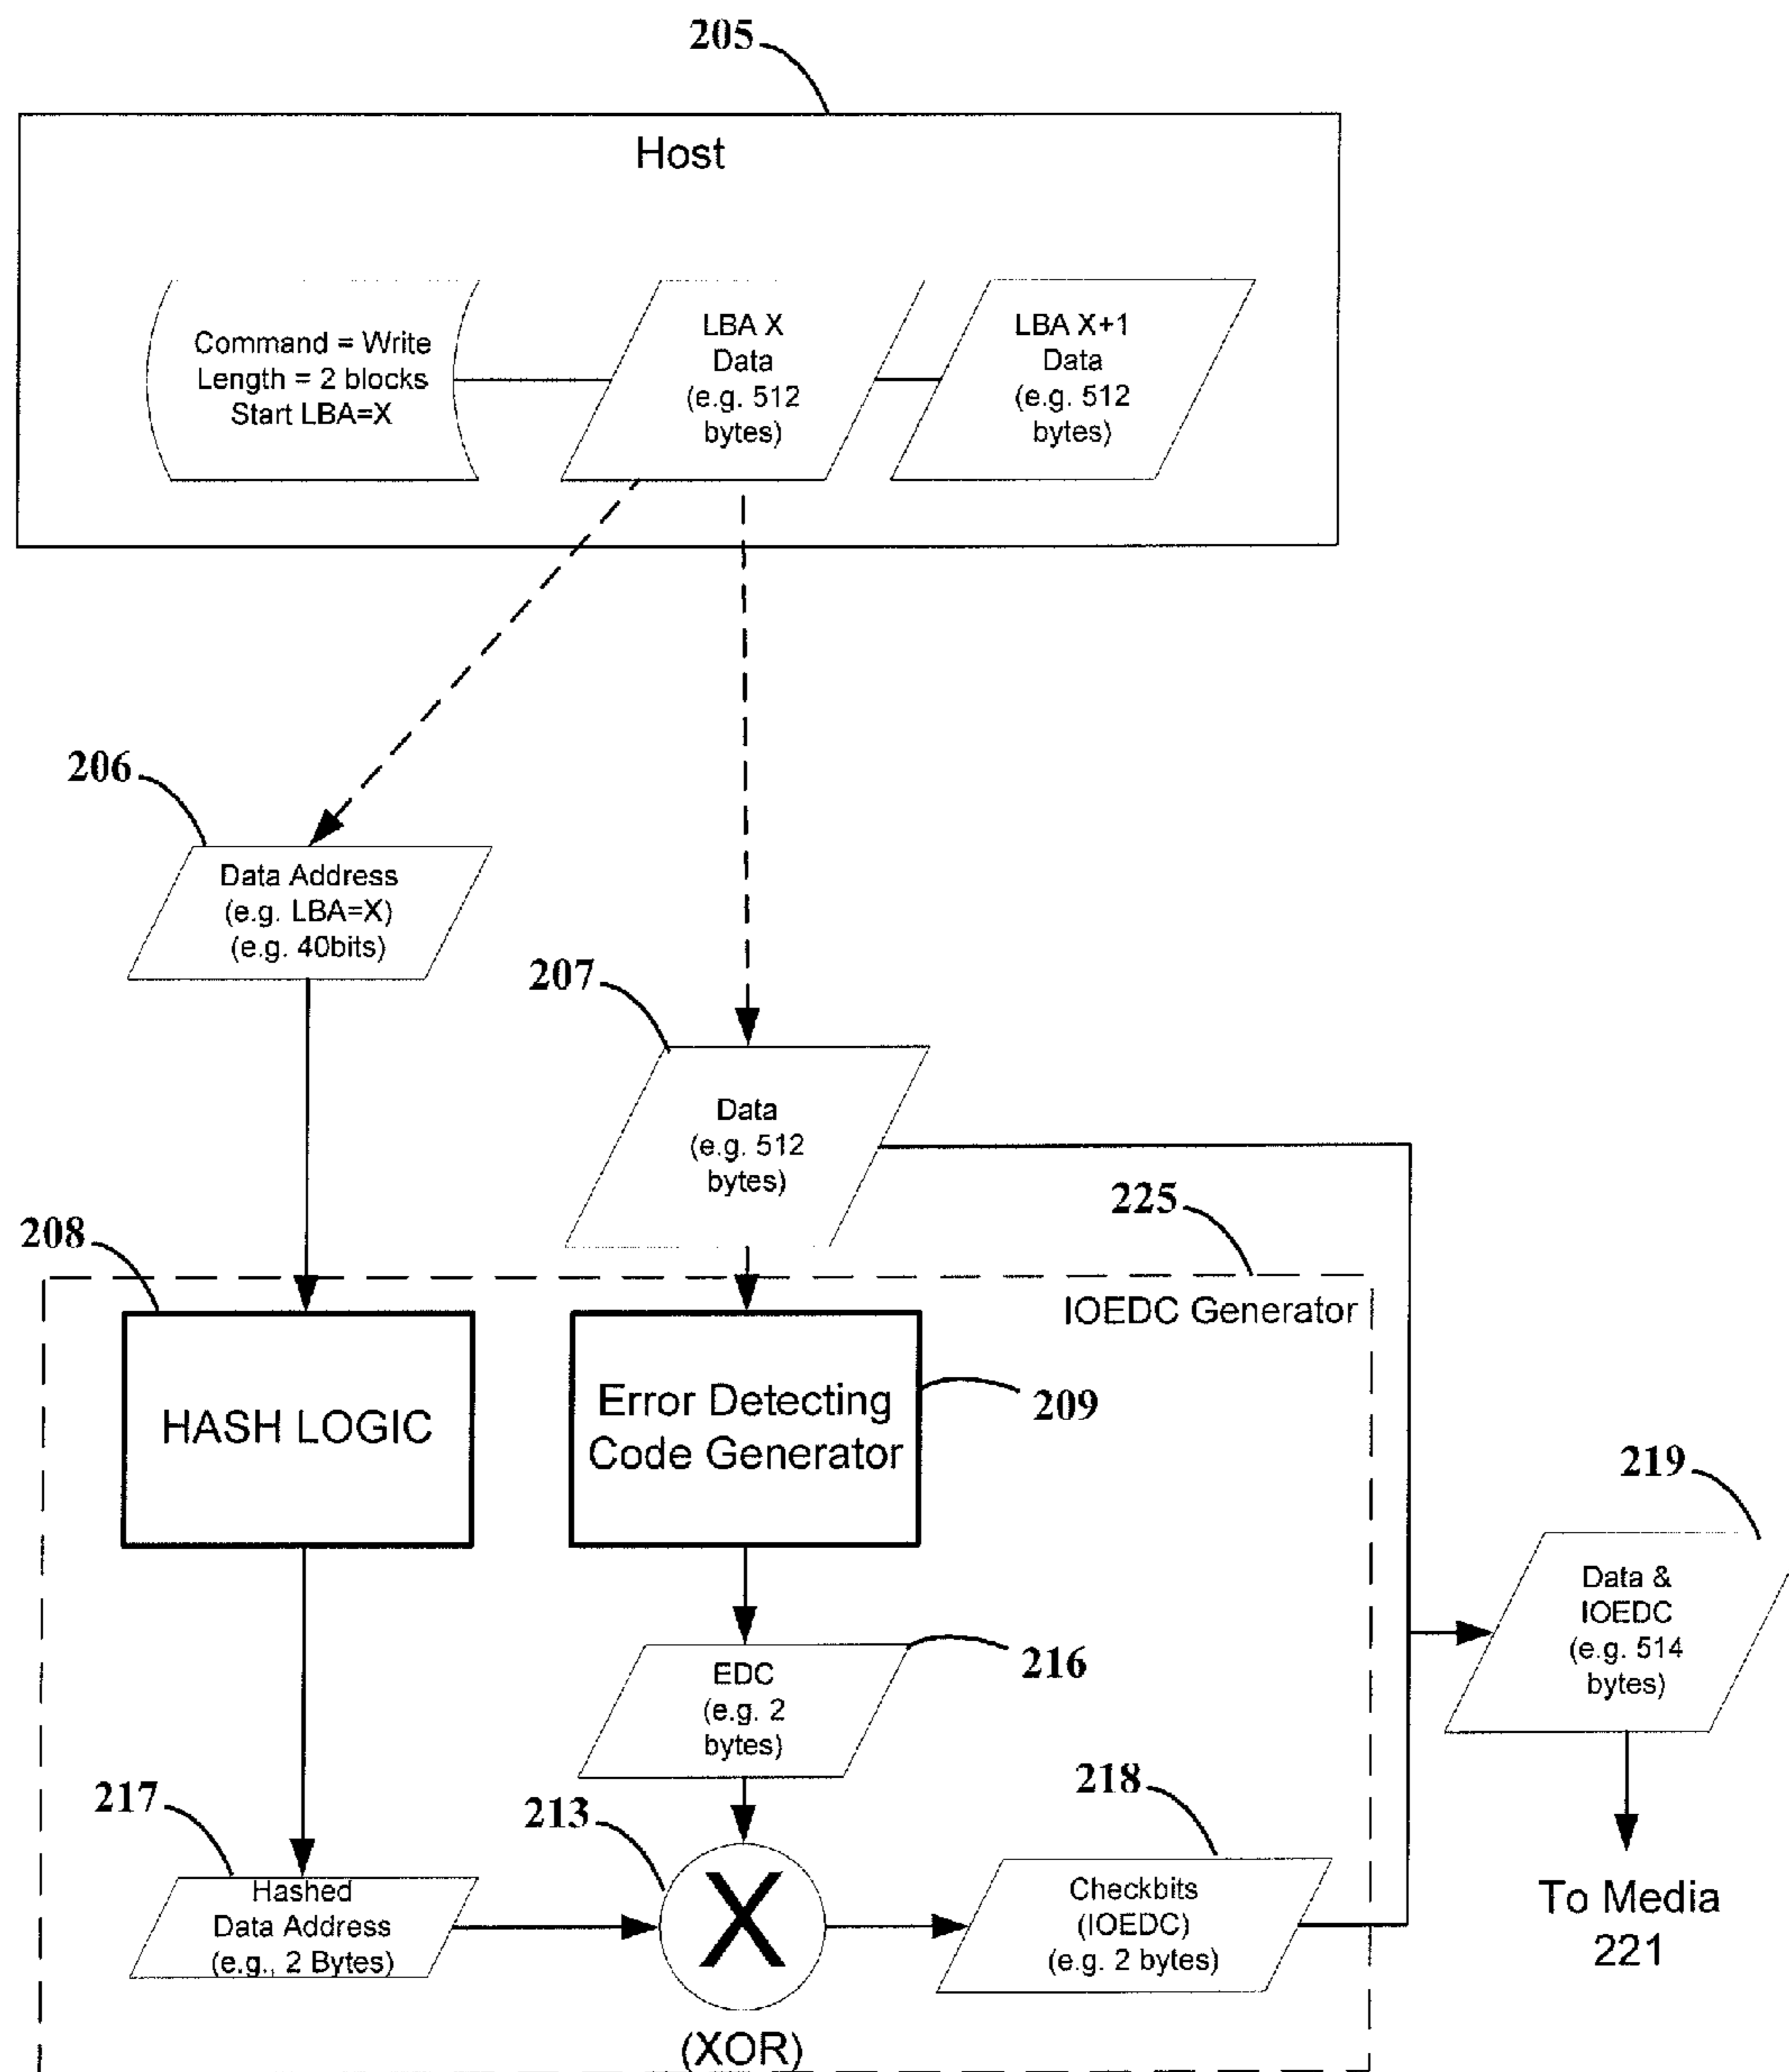 205
Host
Command = Write
Length = 2 blocks
Start LBA=X
LBA X
Data
(e.g. 512
bytes)
LBA X+1
Data
(e.g. 512
bytes)
206
Data Address
(e.g. LBA=X)
(e.g. 40bits)
207
Data
(e.g. 512
bytes)
225
208
IOEDC Generator
HASH LOGIC
Error Detecting
Code Generator
209
219
Data &
IOEDC
(e.g. 514
bytes)
EDC
(e.g. 2
bytes)
216
217
213
218
Hashed
Data Address
(e.g., 2 Bytes)
X
Checkbits
(IOEDC)
(e.g. 2 bytes)
To Media
221
(XOR)